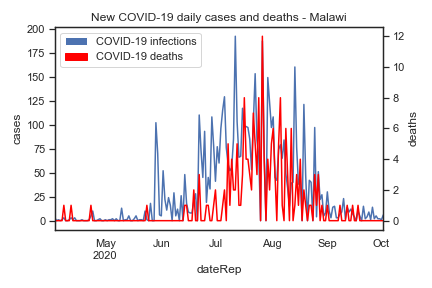 New COVID-19 daily cases and deaths - Malawi
COVID-19 infections
COVID-19 deaths
cases
200
175
150
125
100
75
50
25
0
deaths
12
10
8
6
4
2
0
May Jun Jul Aug Sep Oct
2020
dateRep